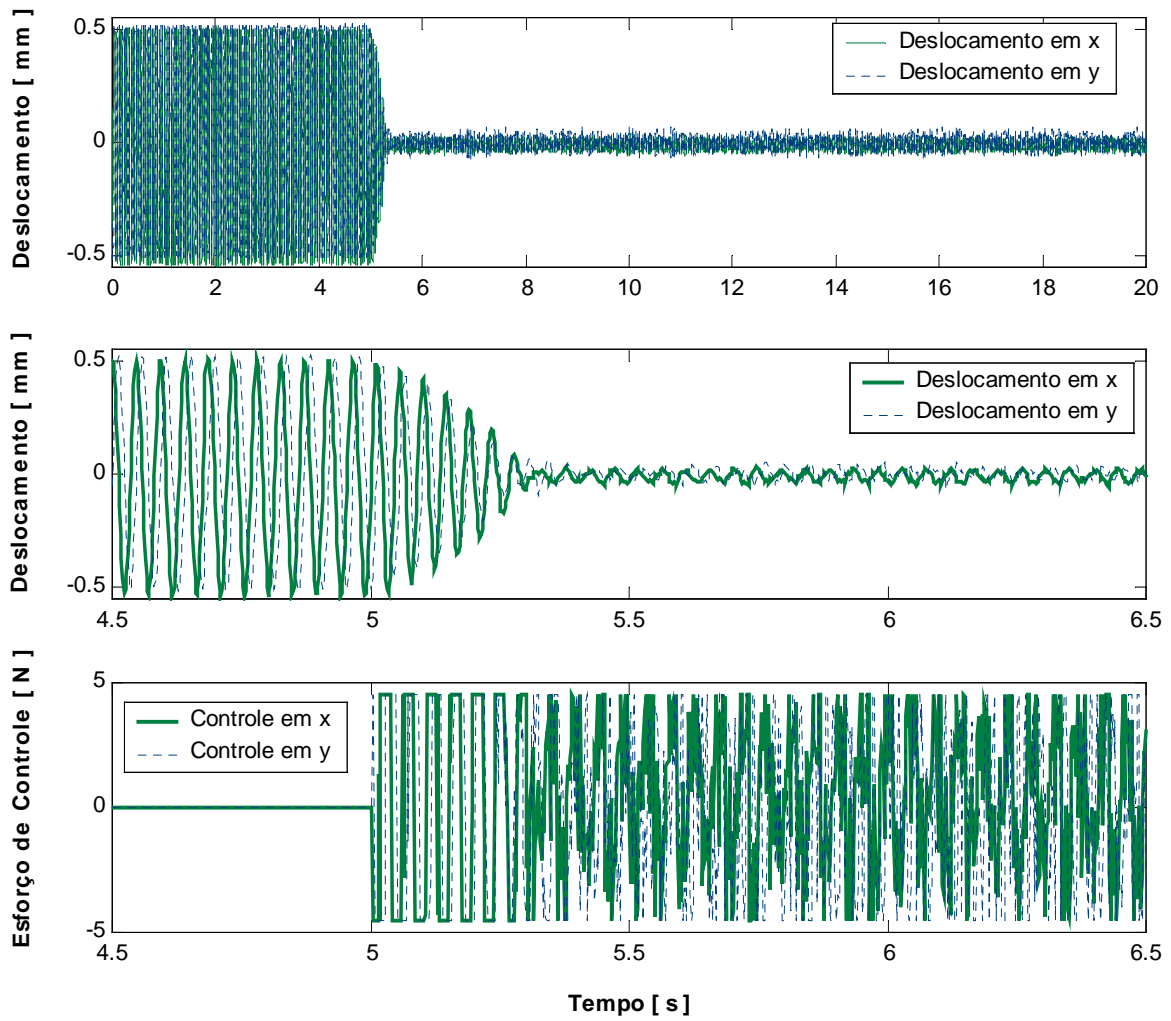 Deslocamento [ mm ]
0.5
0
-0.5
Deslocamento em x
Deslocamento em y
0 2 4 6 8 10 12 14 16 18 20
Deslocamento [ mm ]
0.5
0
-0.5
Deslocamento em x
Deslocamento em y
4.5 5 5.5 6 6.5
Esforço de Controle [ N ]
5
0
-5
Controle em x
Controle em y
4.5 5 5.5 6 6.5
Tempo [ s ]